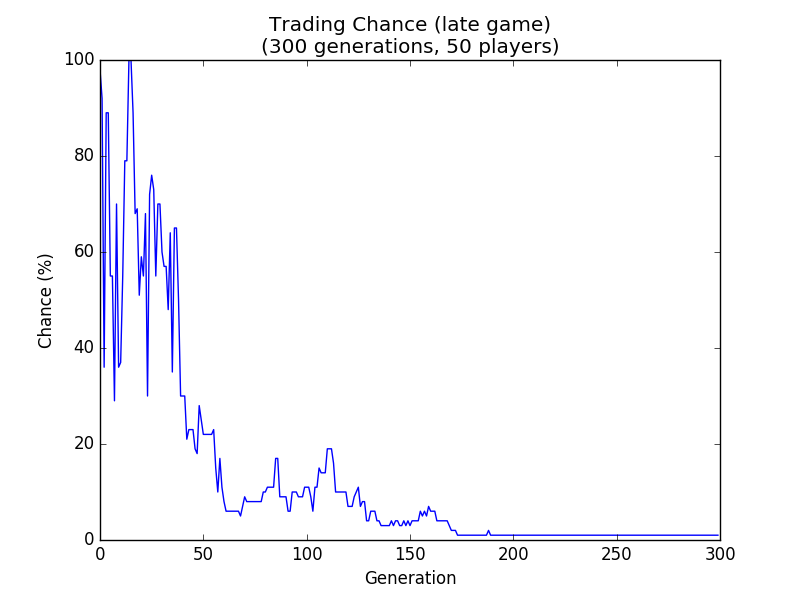 Trading Chance (late game)
(300 generations, 50 players)
100
80
60
40
20
0
Chance (%)
0 50 100 150 200 250 300
Generation